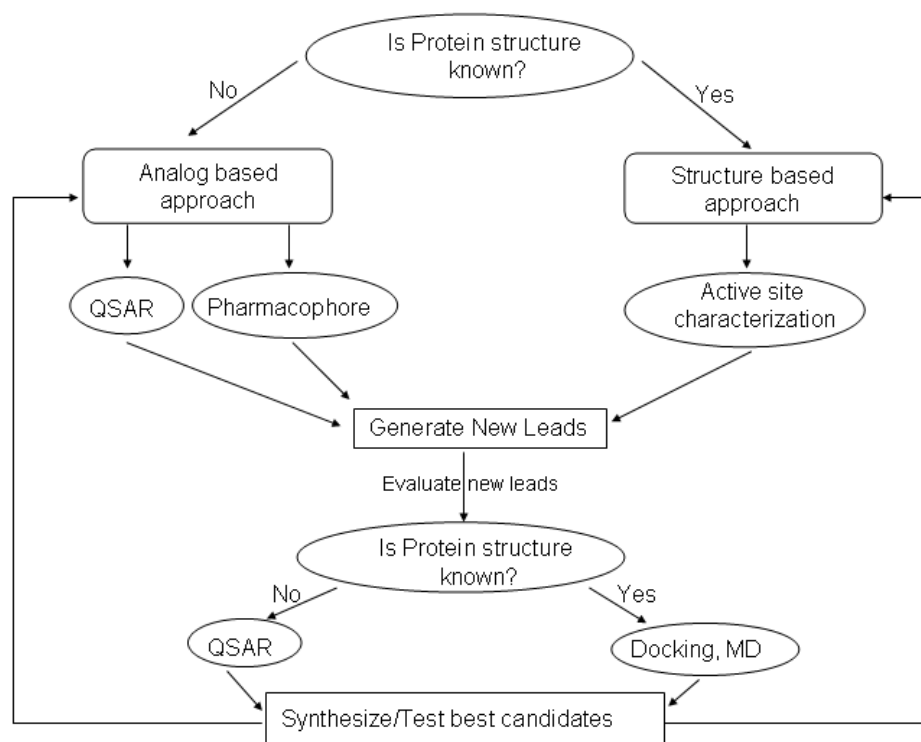 Is Protein structure
known?
No
Yes
Analog based
approach
Structure based
approach
QSAR
Pharmacophore
Active site
characterization
Generate New Leads
Evaluate new leads
Is Protein structure
known?
No
Yes
QSAR
Docking, MD
Synthesize/Test best candidates